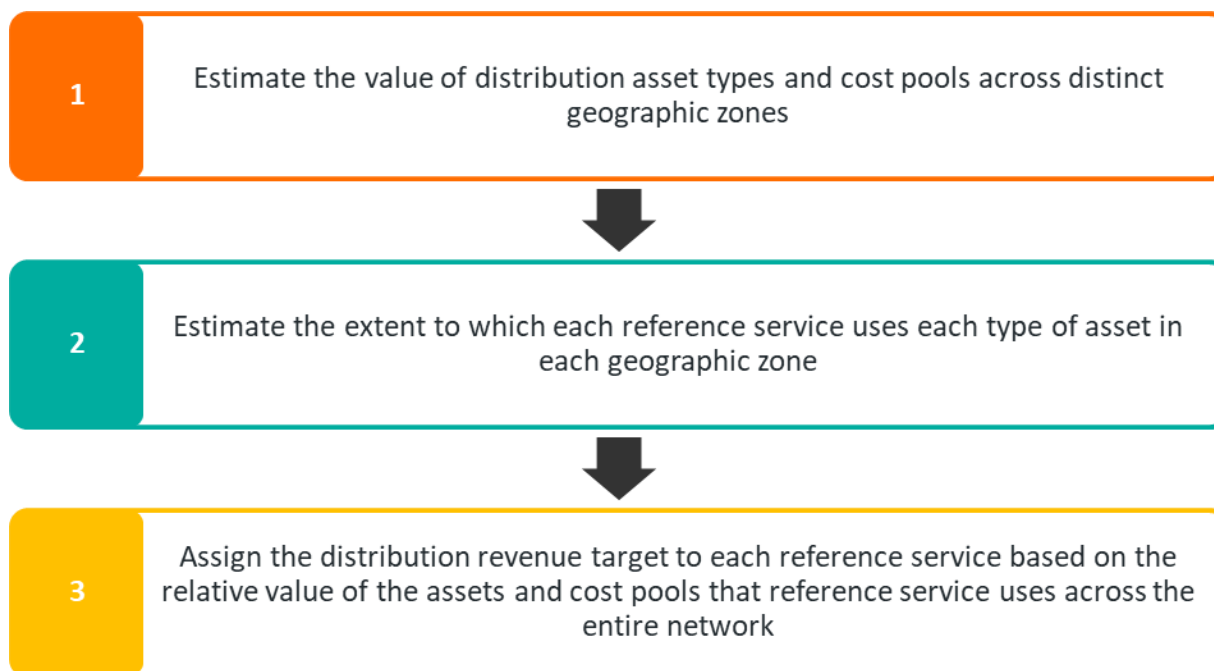 1
Estimate the value of distribution asset types and cost pools across distinct
geographic zones
2
Estimate the extent to which each reference service uses each type of asset in
each geographic zone
3
Assign the distribution revenue target to each reference service based on the
relative value of the assets and cost pools that reference service uses across the
entire network